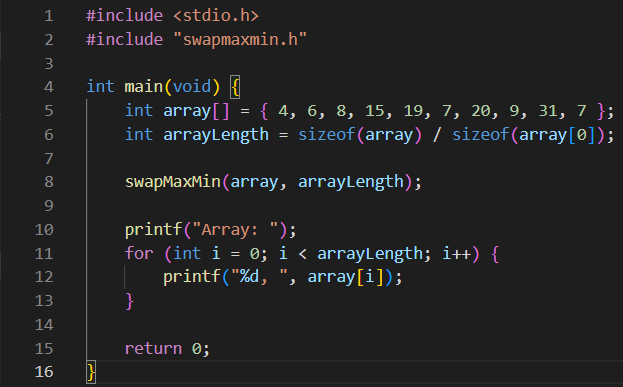 1 #include <stdio.h>
2 #include "swapmaxmin.h"
3
4 int main(void) {
5     int array[] = { 4, 6, 8, 15, 19, 7, 20, 9, 31, 7 };
6     int arrayLength = sizeof(array) / sizeof(array[0]);
7
8     swapMaxMin(array, arrayLength);
9
10     printf("Array: ");
11     for (int i = 0; i < arrayLength; i++) {
12         printf("%d, ", array[i]);
13     }
14
15     return 0;
16 }